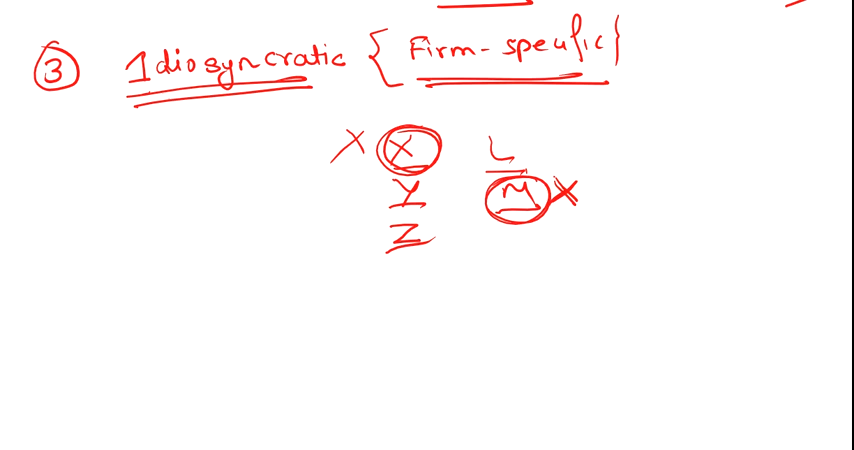 ③ Idiosyncratic { Firm-specific }
X X L
Y M X
Z